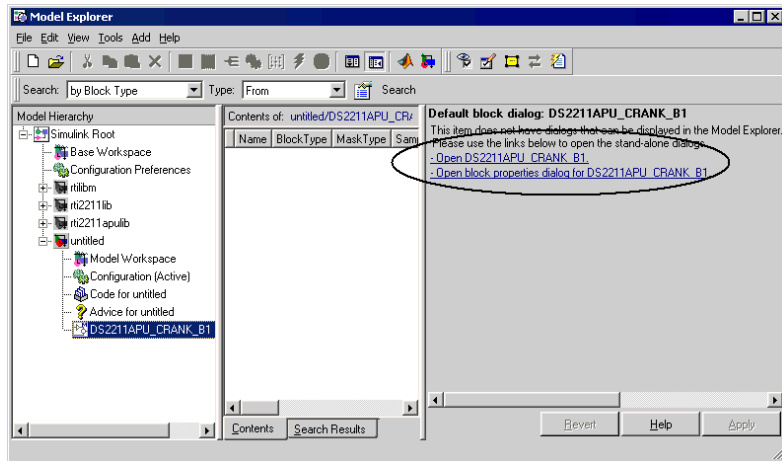 Model Explorer
File Edit View Tools Add Help
Search: by Block Type Type: From Search
Model Hierarchy
Simulink Root
Base Workspace
Configuration Preferences
rtilibm
rti2211lib
rti2211apulib
untitled
Model Workspace
Configuration (Active)
Code for untitled
Advice for untitled
DS2211APU_CRANK_B1
Contents of: untitled/DS2211APU_CR
Name BlockType MaskType Sam
Contents Search Results
Default block dialog: DS2211APU_CRANK_B1
This item does not have dialogs that can be displayed in the Model Explorer.
Please use the links below to open the stand-alone dialogs.
- Open DS2211APU_CRANK_B1.
- Open block properties dialog for DS2211APU_CRANK_B1.
Revert Help Apply